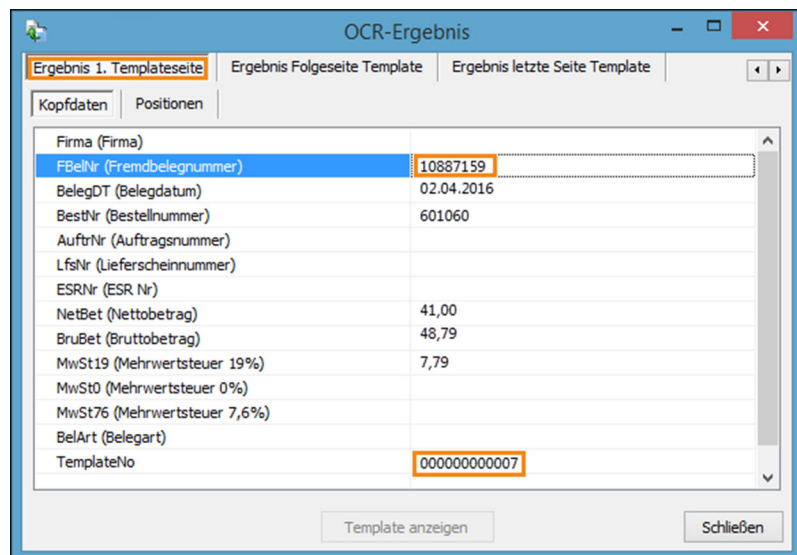 OCR-Ergebnis
Ergebnis 1. Templateseite Ergebnis Folgeseite Template Ergebnis letzte Seite Template
Kopfdaten Positionen
Firma (Firma)
FBelNr (Fremdbelegnummer) 10887159
BelegDT (Belegdatum) 02.04.2016
BestNr (Bestellnummer) 601060
AuftrNr (Auftragsnummer)
LfsNr (Lieferscheinnummer)
ESRNr (ESR Nr)
NetBet (Nettobetrag) 41,00
BruBet (Bruttobetrag) 48,79
MwSt19 (Mehrwertsteuer 19%) 7,79
MwSt0 (Mehrwertsteuer 0%)
MwSt76 (Mehrwertsteuer 7,6%)
BelArt (Belegart)
TemplateNo 000000000007
Template anzeigen Schließen